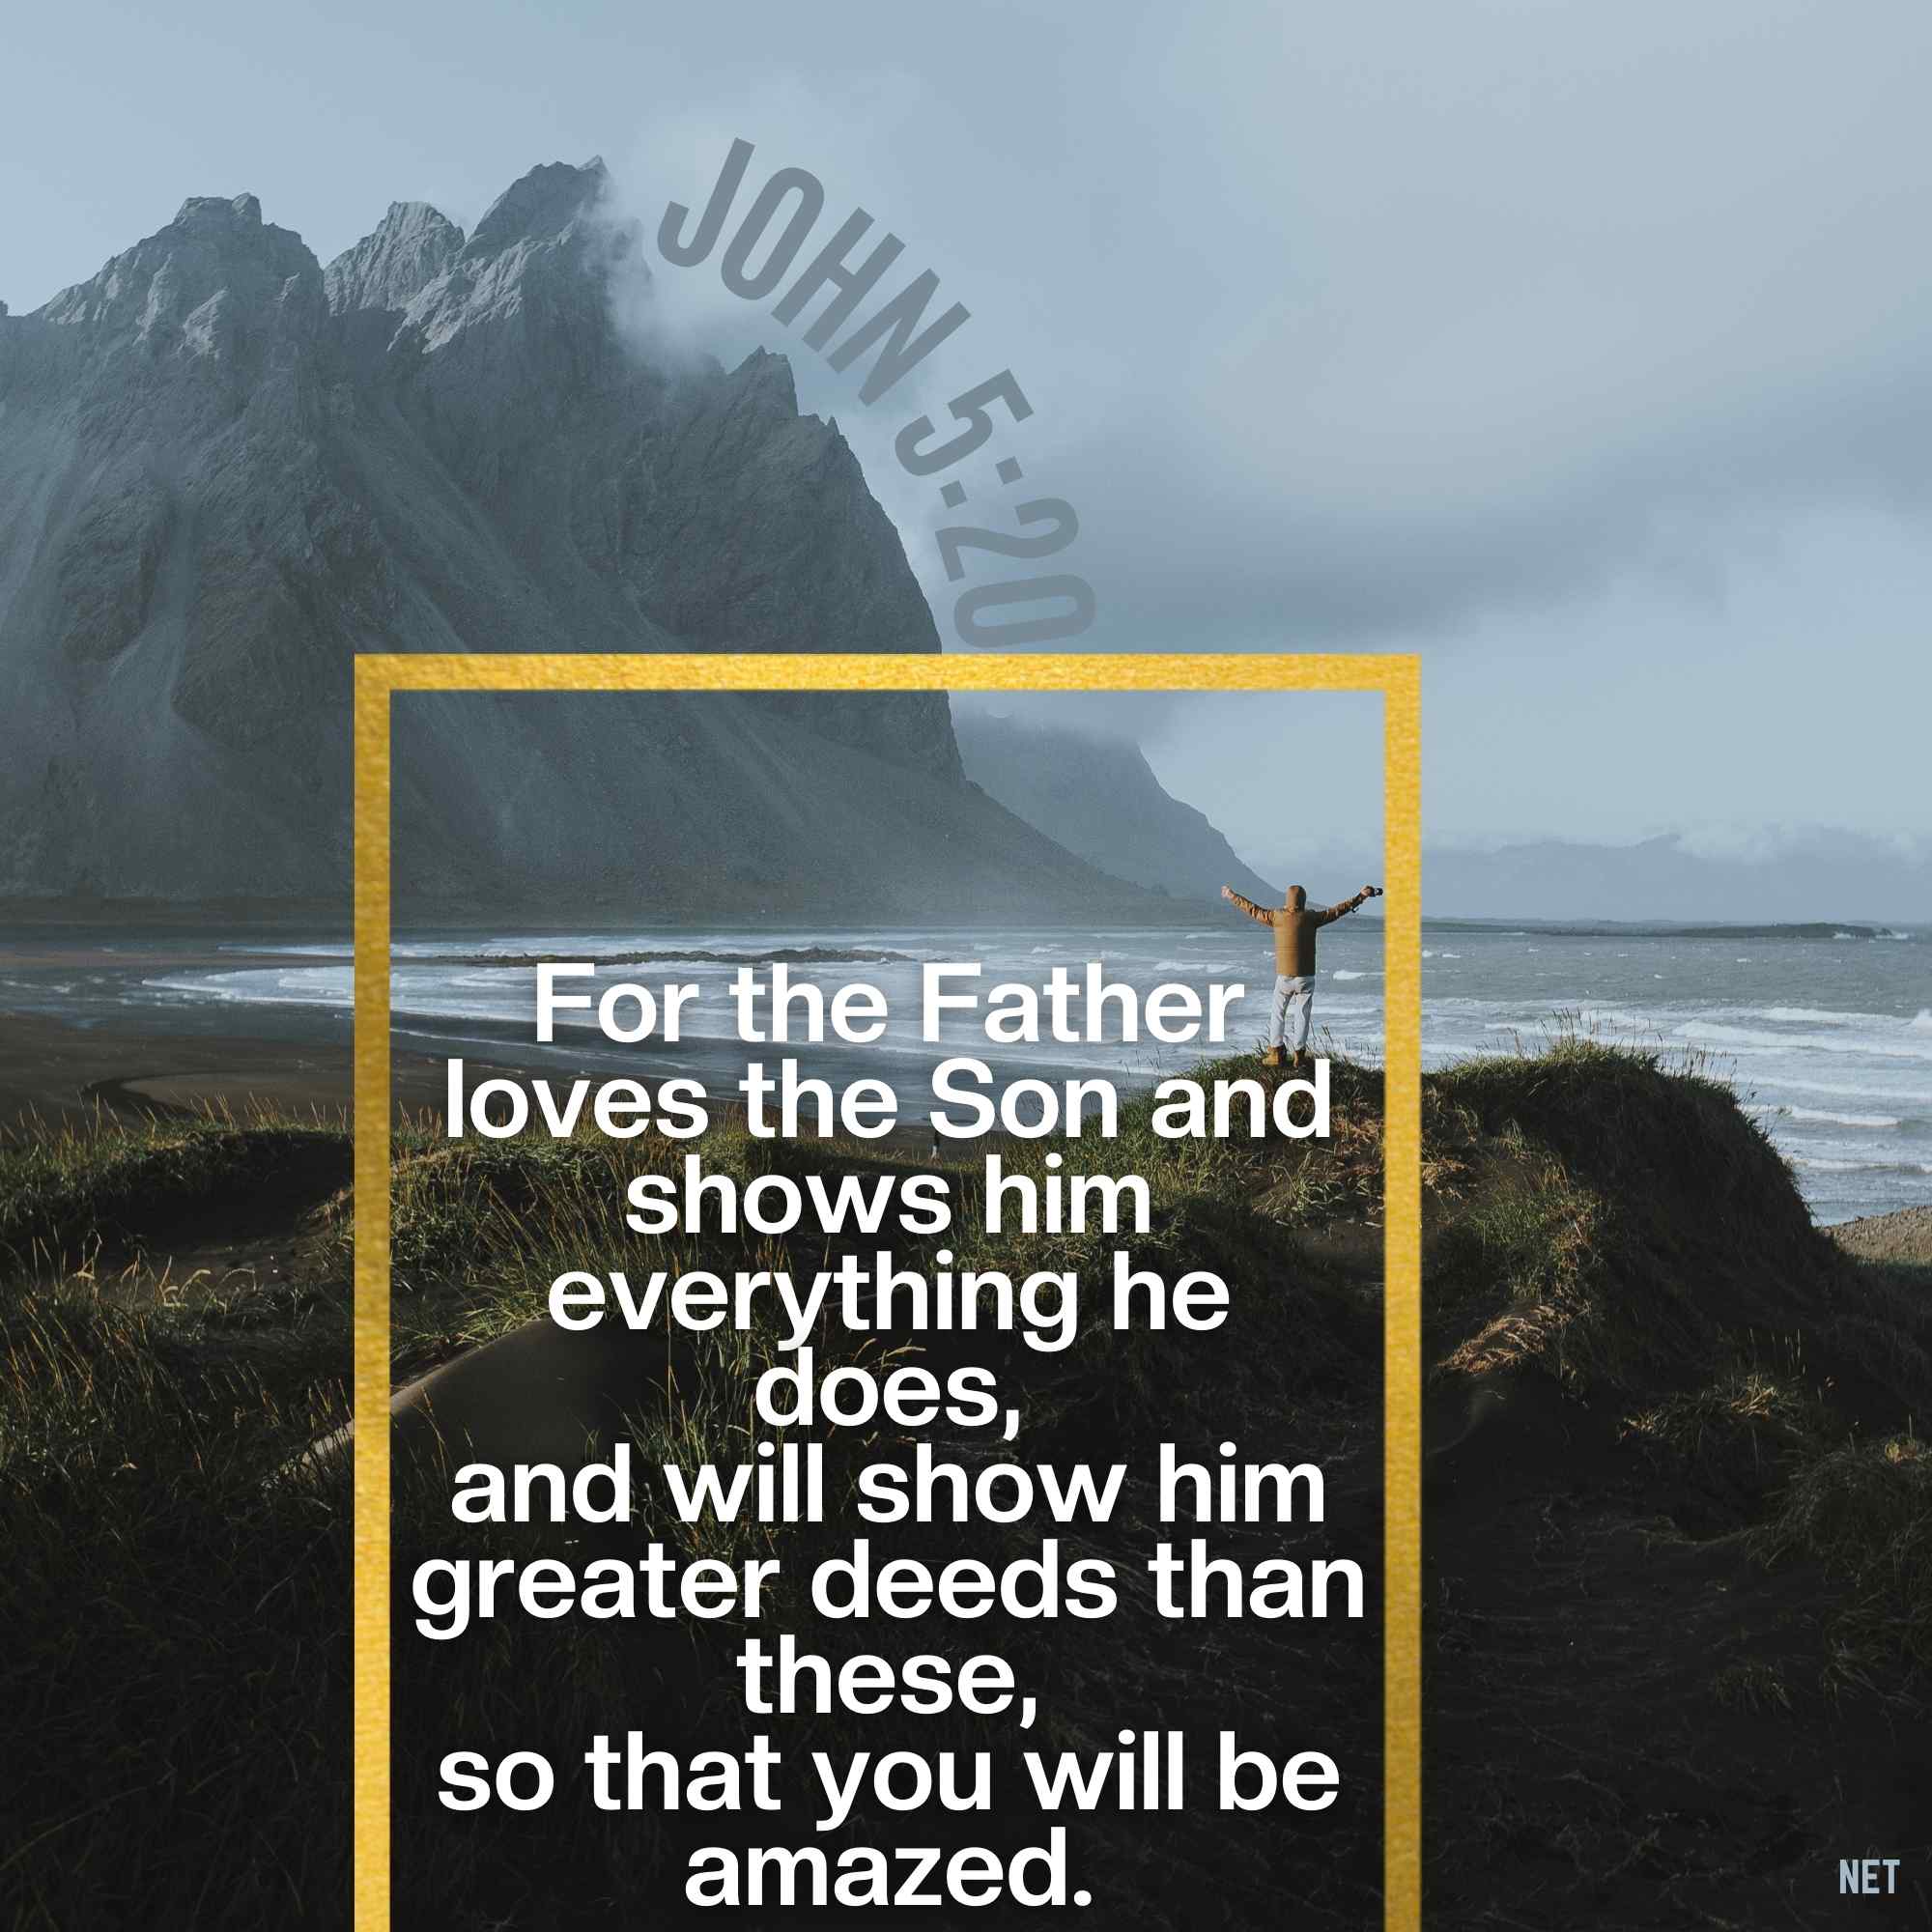 JOHN 5:20
For the Father
loves the Son and
shows him
everything he
does,
and will show him
greater deeds than
these,
so that you will be
amazed.
NET